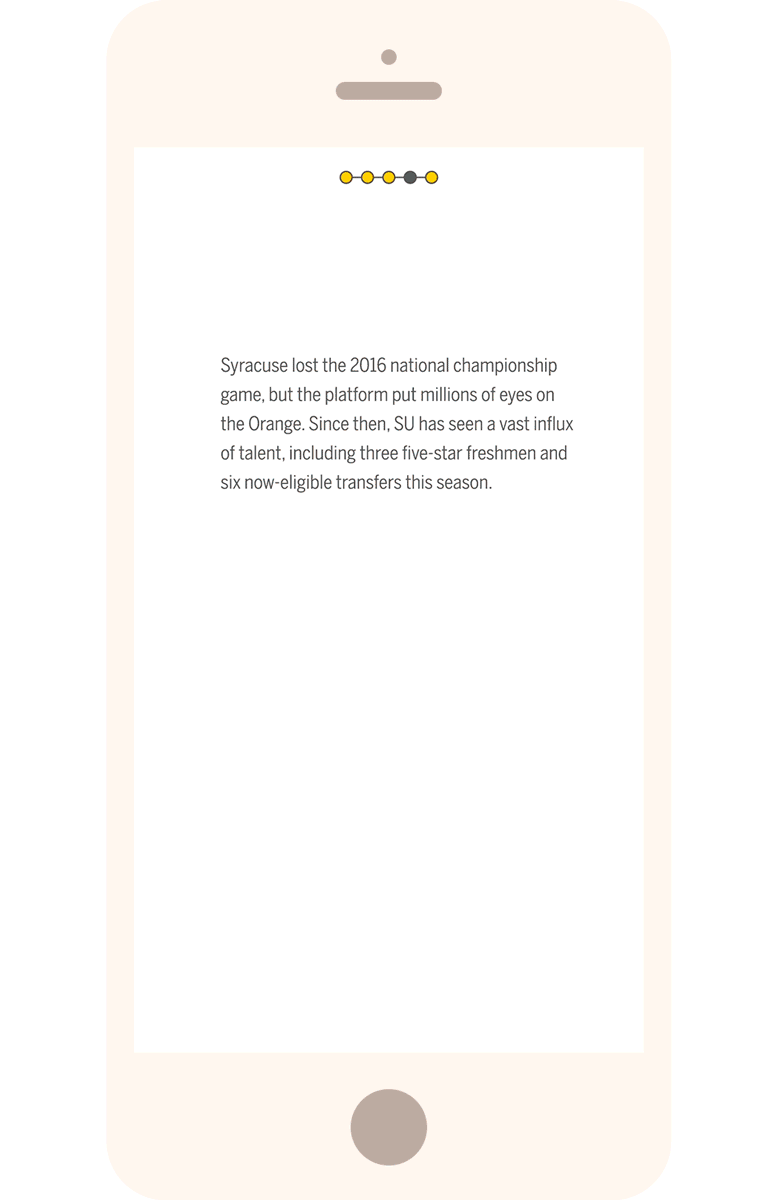 Syracuse lost the 2016 national championship
game, but the platform put millions of eyes on
the Orange. Since then, SU has seen a vast influx
of talent, including three five-star freshmen and
six now-eligible transfers this season.